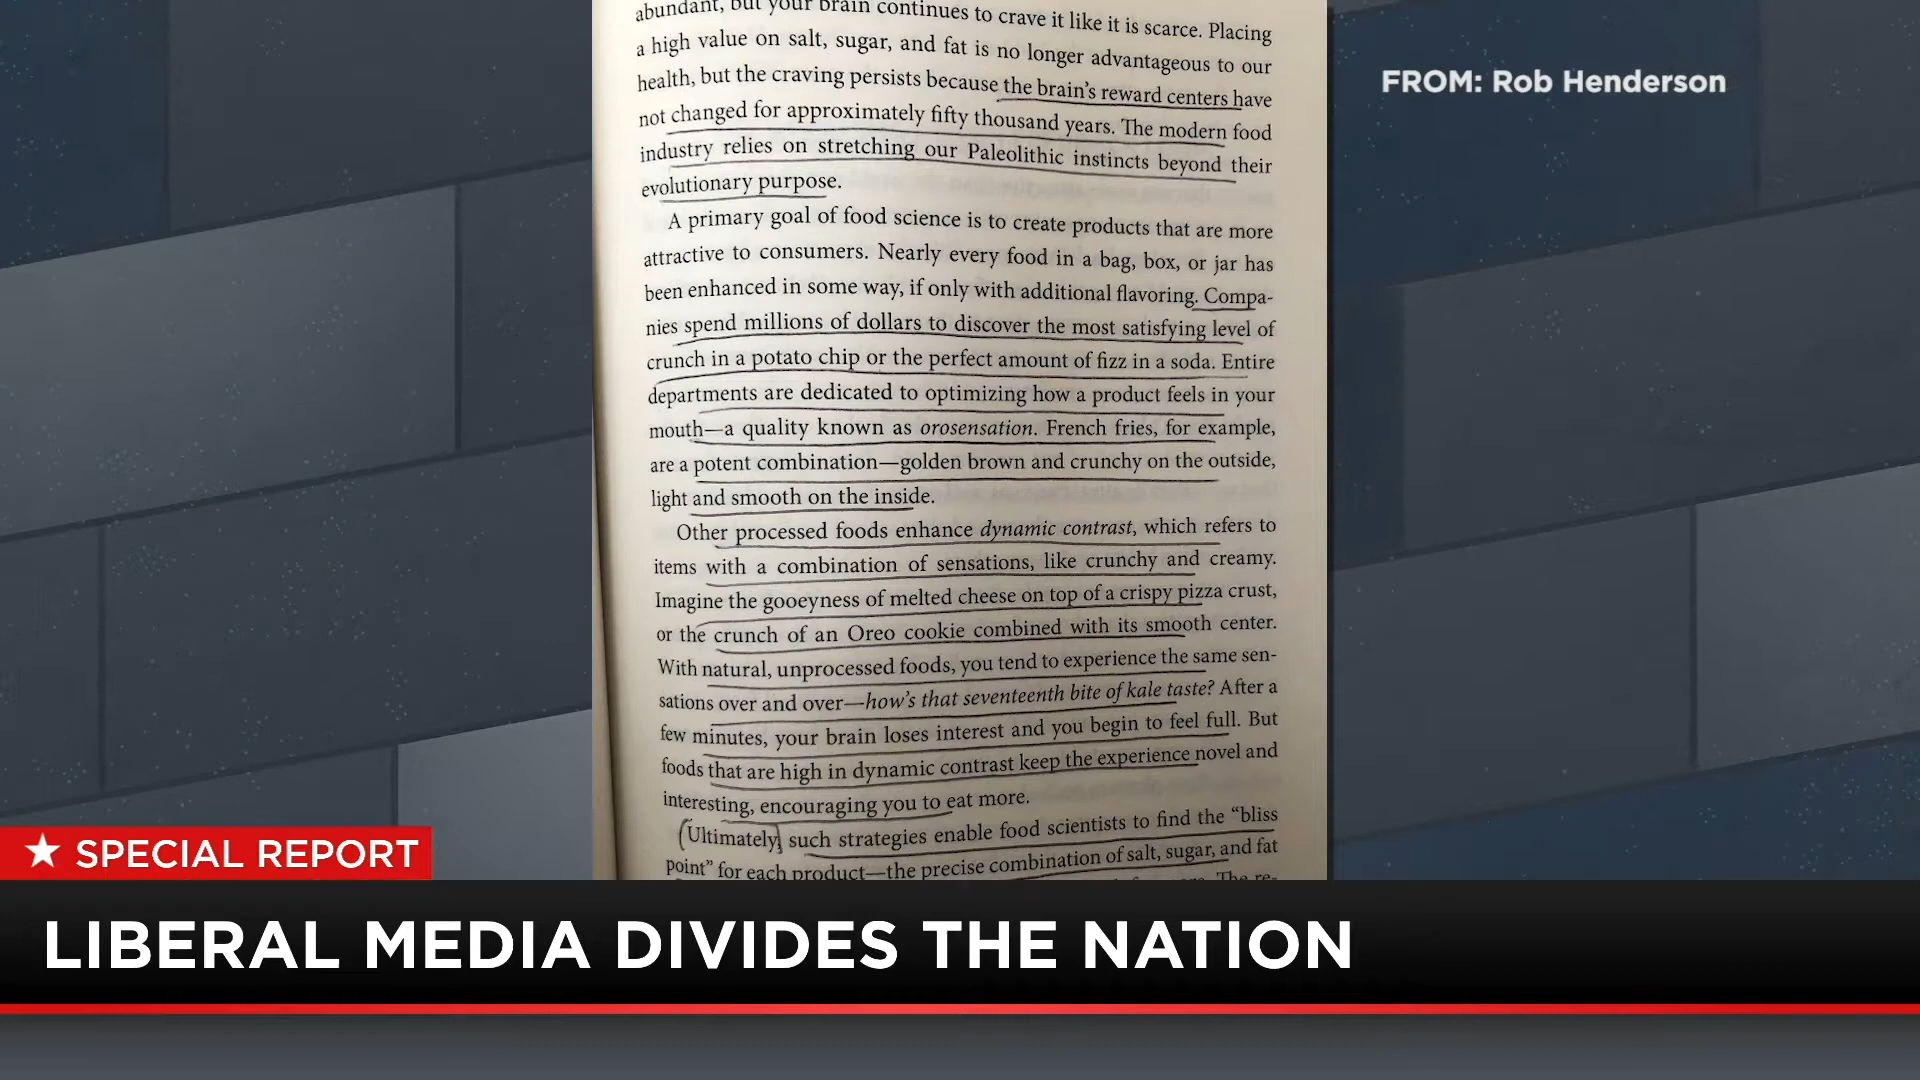 abundant, but your brain continues to crave it like it is scarce. Placing
a high value on salt, sugar, and fat is no longer advantageous to our
health, but the craving persists because the brain's reward centers have
not changed for approximately fifty thousand years. The modern food
industry relies on stretching our Paleolithic instincts beyond their
evolutionary purpose.
A primary goal of food science is to create products that are more
attractive to consumers. Nearly every food in a bag, box, or jar has
been enhanced in some way, if only with additional flavoring. Compa-
nies spend millions of dollars to discover the most satisfying level of
crunch in a potato chip or the perfect amount of fizz in a soda. Entire
departments are dedicated to optimizing how a product feels in your
mouth—a quality known as orosensation. French fries, for example,
are a potent combination—golden brown and crunchy on the outside,
light and smooth on the inside.
Other processed foods enhance dynamic contrast, which refers to
items with a combination of sensations, like crunchy and creamy.
Imagine the gooeyness of melted cheese on top of a crispy pizza crust,
or the crunch of an Oreo cookie combined with its smooth center.
With natural, unprocessed foods, you tend to experience the same sen-
sations over and over—how's that seventeenth bite of kale taste? After a
few minutes, your brain loses interest and you begin to feel full. But
foods that are high in dynamic contrast keep the experience novel and
interesting, encouraging you to eat more.
Ultimately, such strategies enable food scientists to find the "bliss
point" for each product—the precise combination of salt, sugar, and fat
The re-
FROM: Rob Henderson
★ SPECIAL REPORT
LIBERAL MEDIA DIVIDES THE NATION